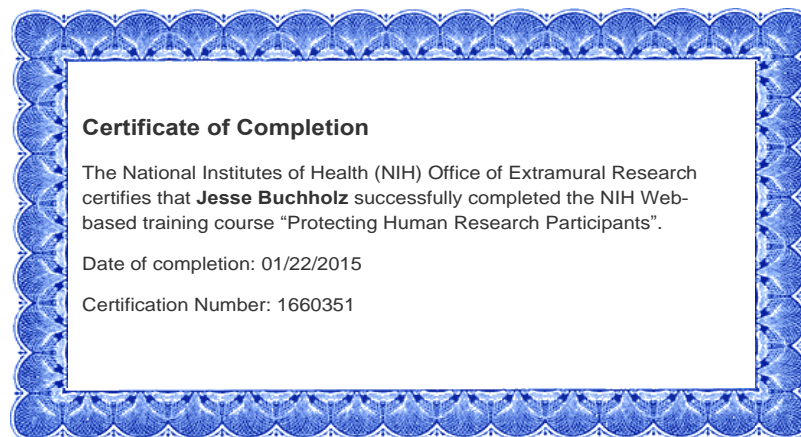 Certificate of Completion
The National Institutes of Health (NIH) Office of Extramural Research
certifies that Jesse Buchholz successfully completed the NIH Web-
based training course “Protecting Human Research Participants”.
Date of completion: 01/22/2015
Certification Number: 1660351